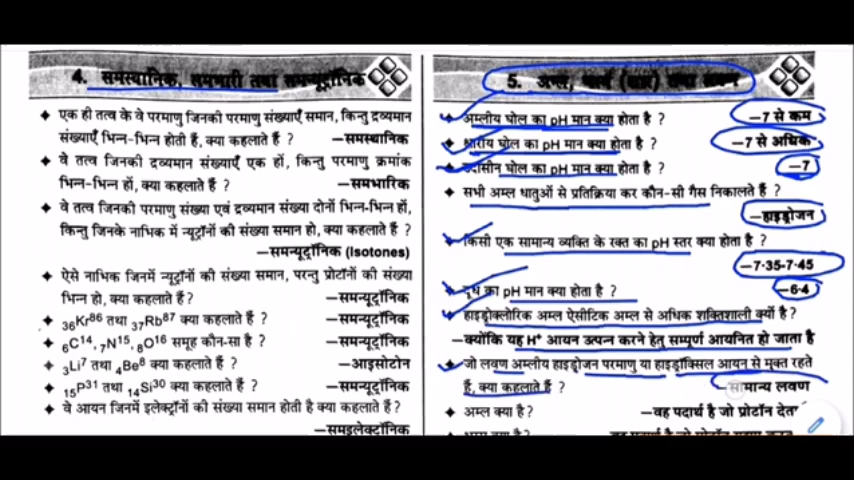 4. समस्थानिक, समभारी तथा समन्यूट्रॉनिक
एक ही तत्व के वे परमाणु जिनकी परमाणु संख्याएँ समान, किन्तु द्रव्यमान
संख्याएँ भिन्न-भिन्न होती हैं, क्या कहलाते हैं ? –समस्थानिक
वे तत्व जिनकी द्रव्यमान संख्याएँ एक हों, किन्तु परमाणु क्रमांक
भिन्न-भिन्न हों, क्या कहलाते हैं ? –समभारिक
वे तत्व जिनकी परमाणु संख्या एवं द्रव्यमान संख्या दोनों भिन्न-भिन्न हों,
किन्तु जिनके नाभिक में न्यूट्रॉनों की संख्या समान हो, क्या कहलाते हैं ?
–समन्यूट्रॉनिक (Isotones)
ऐसे नाभिक जिनमें न्यूट्रॉनों की संख्या समान, परन्तु प्रोटॉनों की संख्या
भिन्न हो, क्या कहलाते हैं ? –समन्यूट्रॉनिक
₃₆Kr⁸⁶ तथा ₃₇Rb⁸⁷ क्या कहलाते हैं ? –समन्यूट्रॉनिक
₆C¹⁴, ₇N¹⁵, ₈O¹⁶ समूह कौन-सा है ? –समन्यूट्रॉनिक
₃Li⁷ तथा ₄Be⁸ क्या कहलाते हैं ? –आइसोटोन
₁₅P³¹ तथा ₁₄Si³⁰ क्या कहलाते हैं ? –समन्यूट्रॉनिक
वे आयन जिनमें इलेक्ट्रॉनों की संख्या समान होती है क्या कहलाते हैं ?
–समइलेक्ट्रॉनिक
5. अम्ल, (क्षार) तथा लवण
अम्लीय घोल का pH मान क्या होता है ? –7 से कम
क्षारीय घोल का pH मान क्या होता है ? –7 से अधिक
उदासीन घोल का pH मान क्या होता है ? –7
सभी अम्ल धातुओं से प्रतिक्रिया कर कौन-सी गैस निकालते हैं ?
–हाइड्रोजन
किसी एक सामान्य व्यक्ति के रक्त का pH स्तर क्या होता है ?
–7·35-7·45
दूध का pH मान क्या होता है ? –6·4
हाइड्रोक्लोरिक अम्ल ऐसीटिक अम्ल से अधिक शक्तिशाली क्यों है ?
–क्योंकि यह H⁺ आयन उत्पन्न करने हेतु सम्पूर्ण आयनित हो जाता है
जो लवण अम्लीय हाइड्रोजन परमाणु या हाइड्रॉक्सिल आयन से मुक्त रहते
हैं, क्या कहलाते हैं ? –सामान्य लवण
अम्ल क्या है ? –वह पदार्थ है जो प्रोटॉन देता